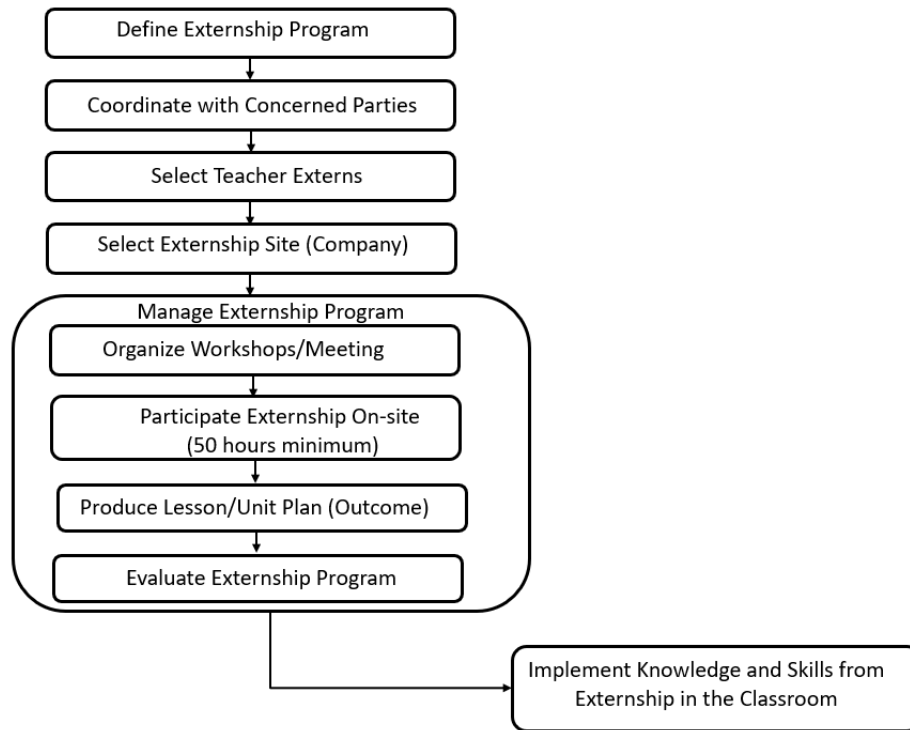 Define Externship Program
Coordinate with Concerned Parties
Select Teacher Externs
Select Externship Site (Company)
Manage Externship Program
Organize Workshops/Meeting
Participate Externship On-site
(50 hours minimum)
Produce Lesson/Unit Plan (Outcome)
Evaluate Externship Program
Implement Knowledge and Skills from
Externship in the Classroom